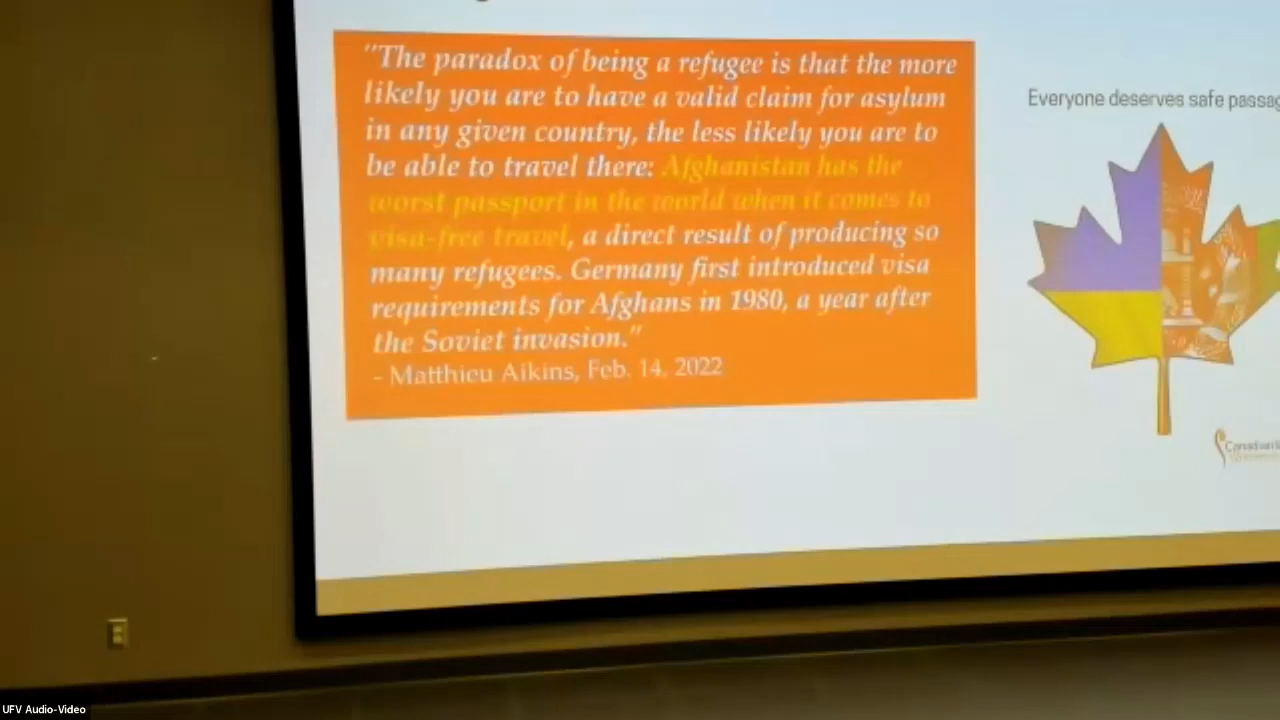 "The paradox of being a refugee is that the more
likely you are to have a valid claim for asylum
in any given country, the less likely you are to
be able to travel there: Afghanistan has the
worst passport in the world when it comes to
visa-free travel, a direct result of producing so
many refugees. Germany first introduced visa
requirements for Afghans in 1980, a year after
the Soviet invasion."
- Matthieu Aikins, Feb. 14, 2022
Everyone deserves safe
UFV Audio-Video